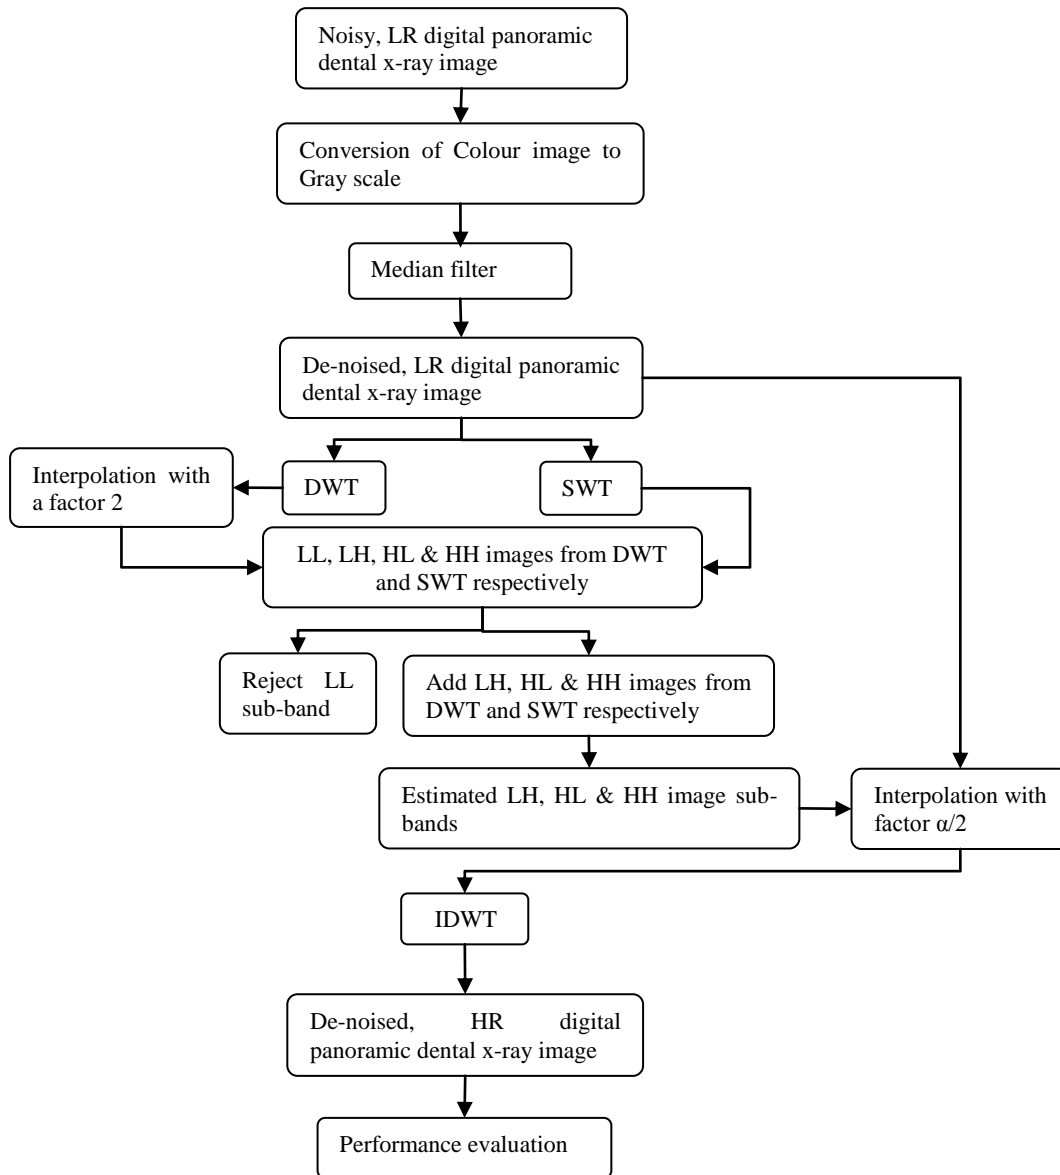 Noisy, LR digital panoramic
dental x-ray image
Conversion of Colour image to
Gray scale
Median filter
De-noised, LR digital panoramic
dental x-ray image
Interpolation with
a factor 2
DWT
SWT
LL, LH, HL & HH images from DWT
and SWT respectively
Reject LL
sub-band
Add LH, HL & HH images from
DWT and SWT respectively
Estimated LH, HL & HH image sub-
bands
Interpolation with
factor α/2
IDWT
De-noised, HR digital
panoramic dental x-ray image
Performance evaluation